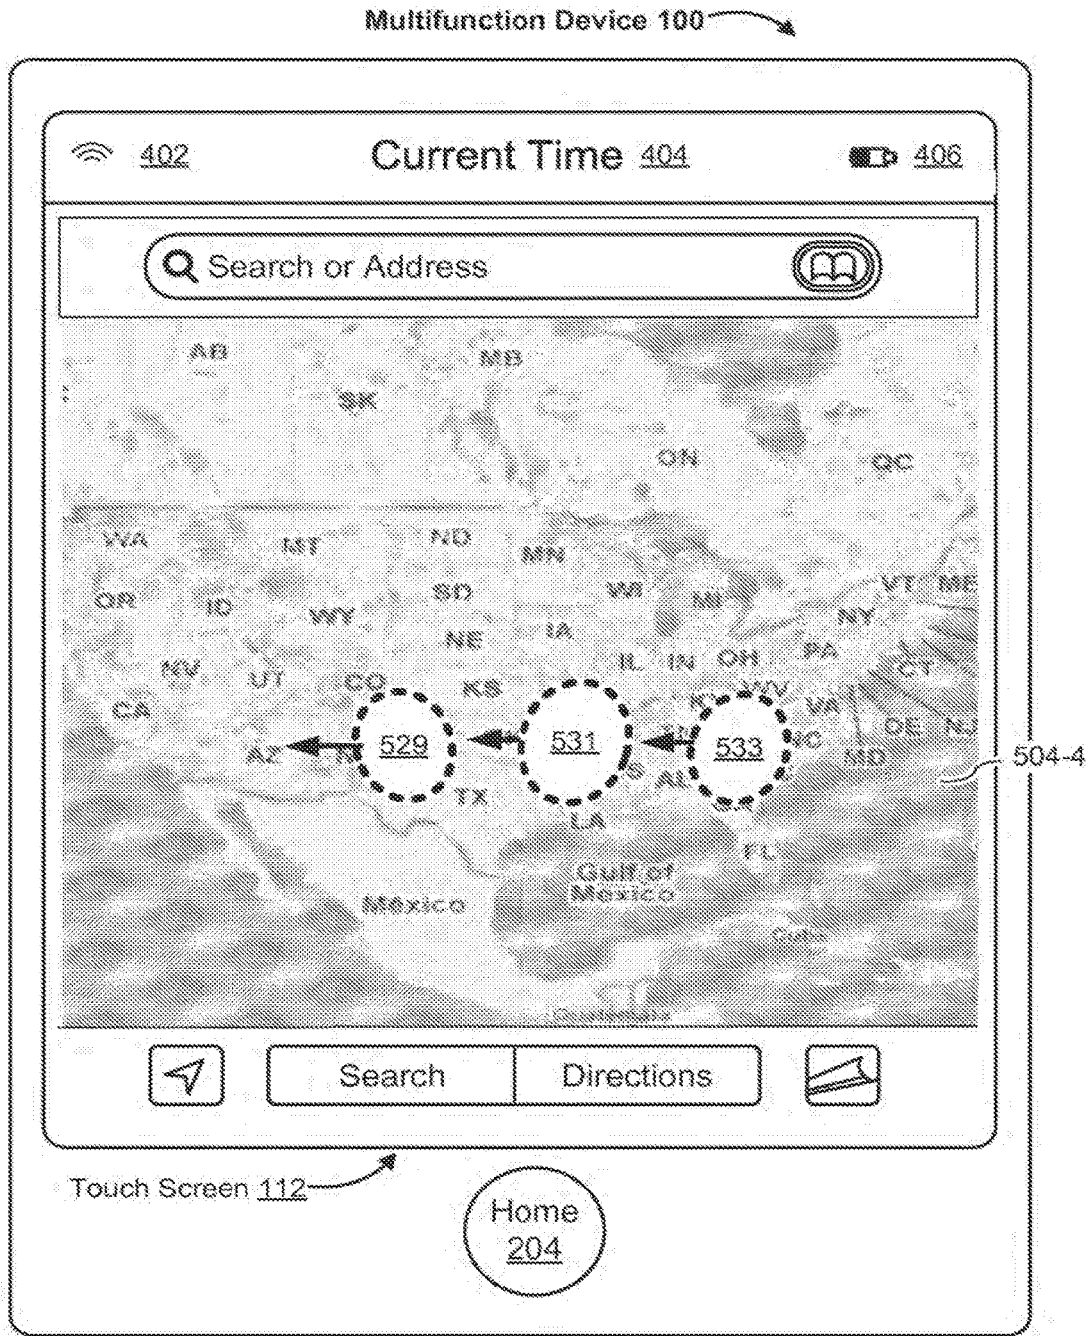 Multifunction Device 100
402 Current Time 404 406
Search or Address
AB MB
SK
ON QC
WA MT ND MN
OR ID WY SD WI MI VT ME
NE IA NY
NV UT CO KS IL IN OH PA CT
CA WV VA DE NJ
AZ 529 531 533 MD 504-4
TX AL
LA FL
Gulf of
Mexico
México
Cuba
Guatemala
Search Directions
Touch Screen 112
Home
204